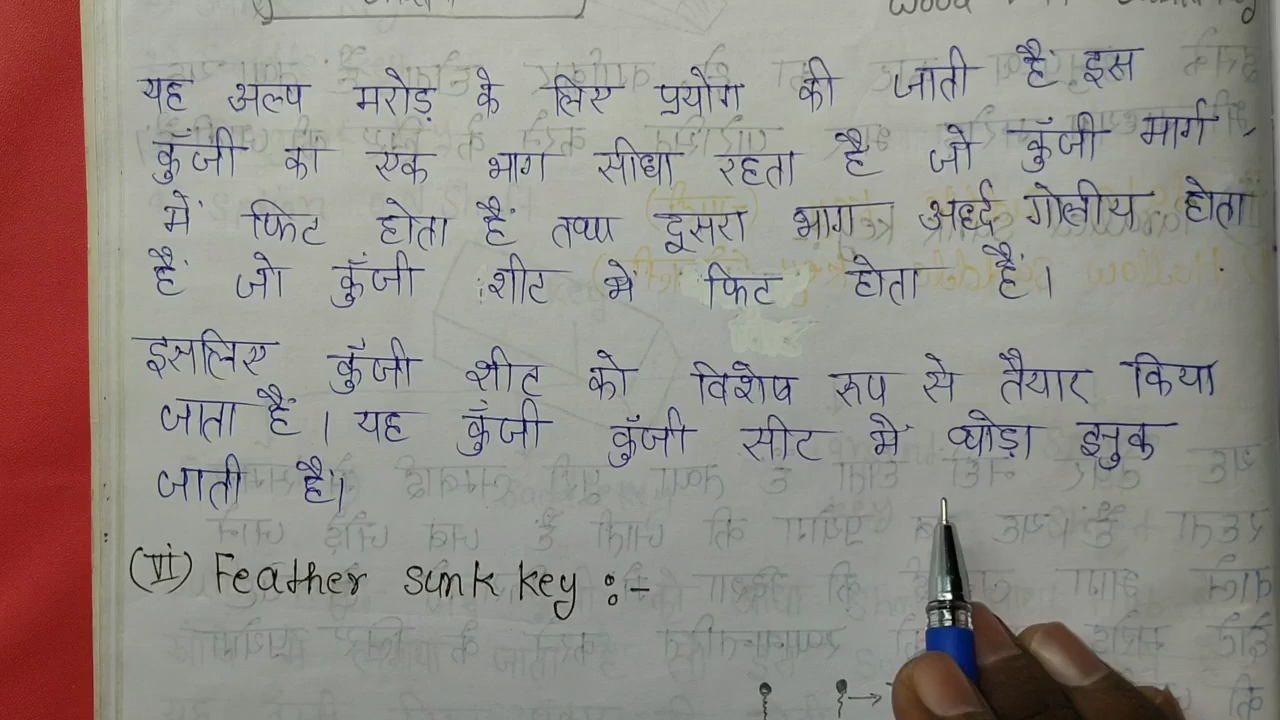 यह अल्प मरोड़ के लिए प्रयोग की जाती है इस
कुँजी का एक भाग सीधा रहता है जो कुँजी मार्ग
में फिट होता हैं तथा दूसरा भाग अर्ध्द गोलीय होता
हैं जो कुँजी शीट में फिट होता हैं।
इसलिए कुँजी शीट को विशेष रूप से तैयार किया
जाता हैं। यह कुँजी कुँजी सीट में थोड़ा झुक
जाती है।
(VI) Feather sunk key :-